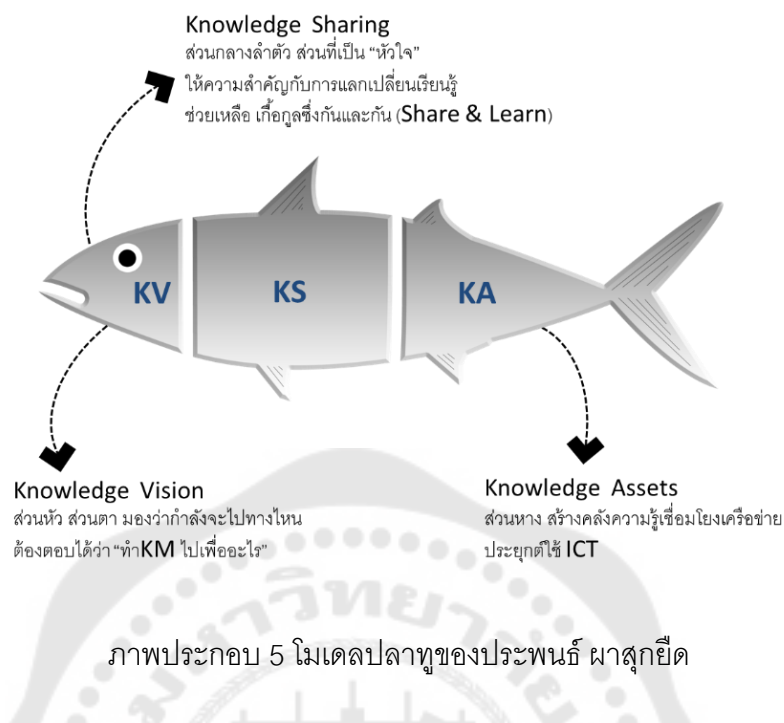 Knowledge Sharing
ส่วนกลางลำตัว ส่วนที่เป็น “หัวใจ”
ให้ความสำคัญกับการแลกเปลี่ยนเรียนรู้
ช่วยเหลือ เกื้อกูลซึ่งกันและกัน (Share & Learn)
KV
KS
KA
Knowledge Vision
ส่วนหัว ส่วนตา มองว่ากำลังจะไปทางไหน
ต้องตอบได้ว่า “ทำKM ไปเพื่ออะไร”
Knowledge Assets
ส่วนหาง สร้างคลังความรู้เชื่อมโยงเครือข่าย
ประยุกต์ใช้ ICT
ภาพประกอบ 5 โมเดลปลาทูของประพนธ์ ผาสุกยืด